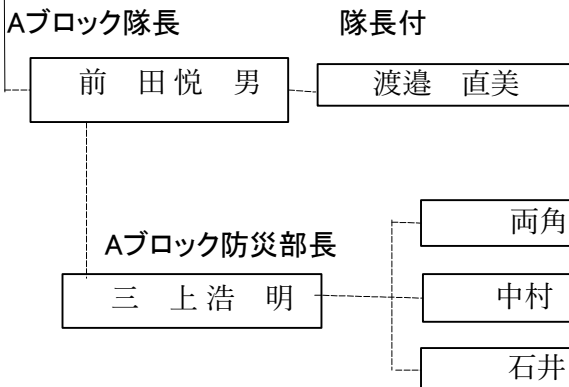 Aブロック隊長 隊長付
前 田悦 男 渡邉 直美
両角
Aブロック防災部長
三 上浩 明 中村
石井